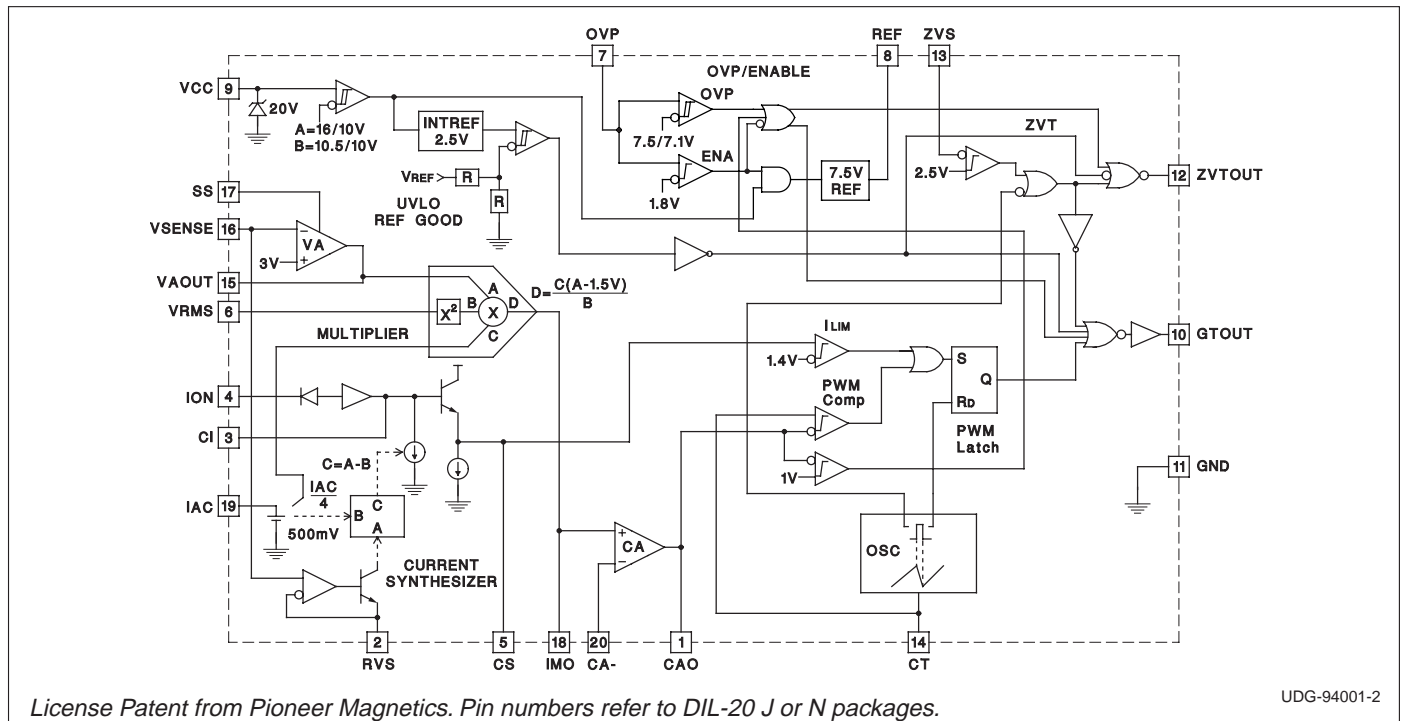 OVP
7
REF
8
ZVS
13
VCC 9
20V
A=16/10V
B=10.5/10V
INTREF
2.5V
OVP/ENABLE
OVP
7.5/7.1V
ENA
1.8V
7.5V
REF
ZVT
2.5V
12 ZVTOUT
VREF
R
R
UVLO
REF GOOD
SS 17
VSENSE 16
VA
3V
VAOUT 15
VRMS 6
MULTIPLIER
X²
B
A
X
D
C
D=C(A-1.5V)/B
ILIM
1.4V
PWM
Comp
1V
S
Q
RD
PWM
Latch
10 GTOUT
ION 4
CI 3
C=A-B
11 GND
IAC 19
IAC/4
500mV
B
C
A
CURRENT
SYNTHESIZER
CA
OSC
2
RVS
5
CS
18
IMO
20
CA-
1
CAO
14
CT
License Patent from Pioneer Magnetics. Pin numbers refer to DIL-20 J or N packages.
UDG-94001-2